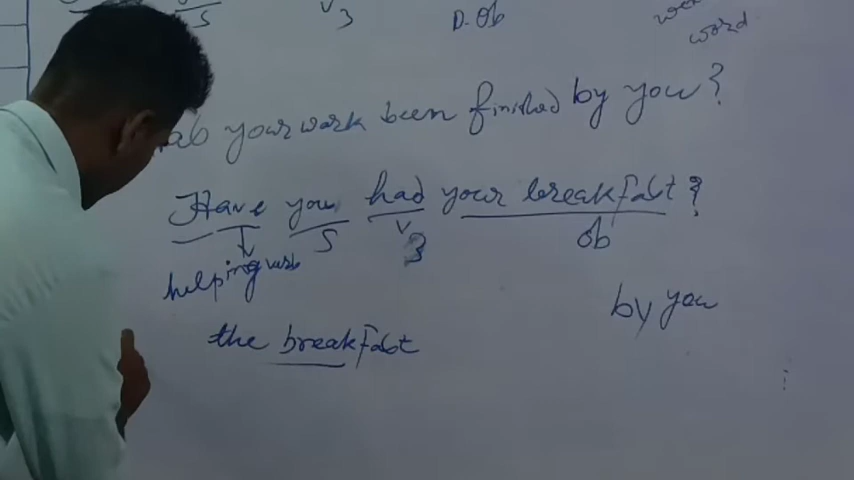 S V3 D.Ob
word
your work been finished by you?
Have you had your breakfast?
S V3 ob
helping verb
the breakfast by you